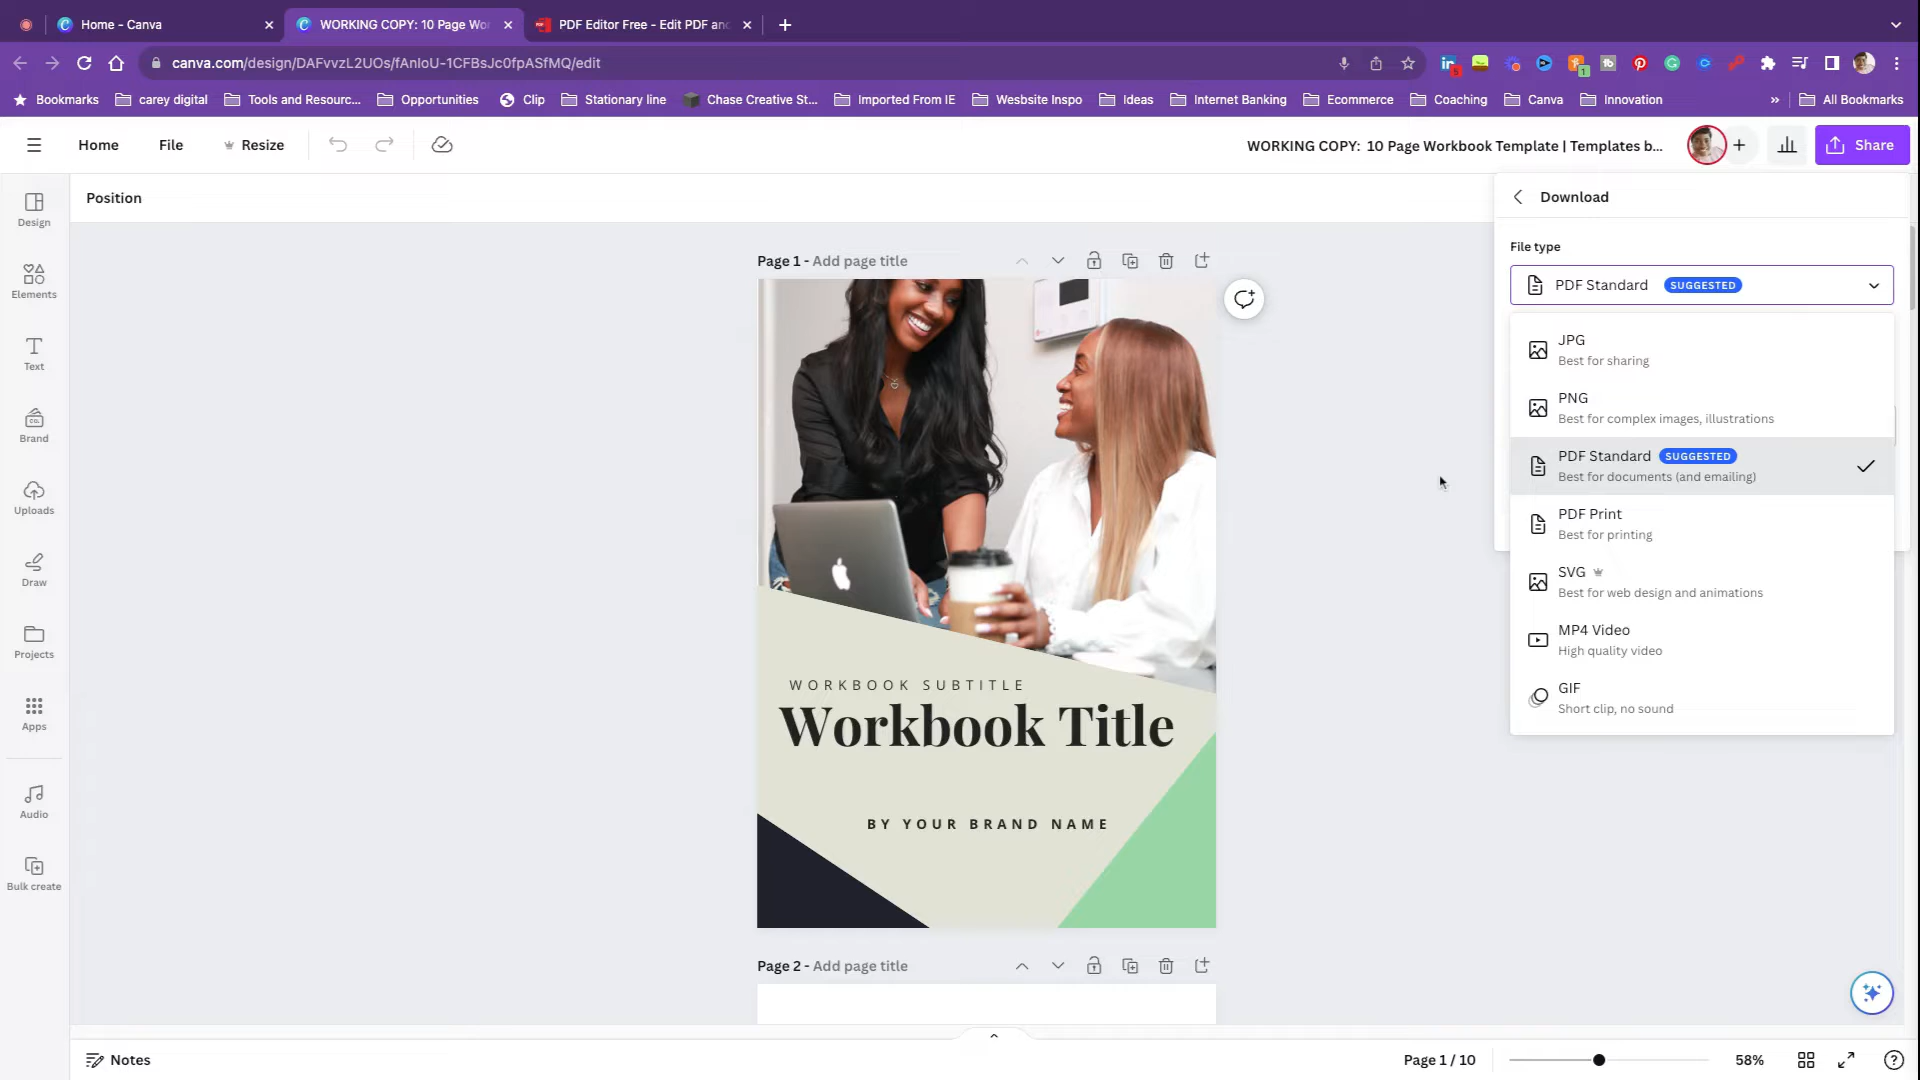 Home - Canva
WORKING COPY: 10 Page Wor
PDF Editor Free - Edit PDF and
canva.com/design/DAFvvzL2UOs/fAnIoU-1CFBsJc0fpASfMQ/edit
Bookmarks
carey digital
Tools and Resourc...
Opportunities
Clip
Stationary line
Chase Creative St...
Imported From IE
Wesbsite Inspo
Ideas
Internet Banking
Ecommerce
Coaching
Canva
Innovation
»
All Bookmarks
Home
File
Resize
WORKING COPY: 10 Page Workbook Template | Templates b...
Share
Position
Design
Elements
Text
Brand
Uploads
Draw
Projects
Apps
Audio
Bulk create
Page 1 - Add page title
WORKBOOK SUBTITLE
Workbook Title
BY YOUR BRAND NAME
Page 2 - Add page title
Download
File type
PDF Standard SUGGESTED
JPG
Best for sharing
PNG
Best for complex images, illustrations
PDF Standard SUGGESTED
Best for documents (and emailing)
PDF Print
Best for printing
SVG
Best for web design and animations
MP4 Video
High quality video
GIF
Short clip, no sound
Notes
Page 1 / 10
58%